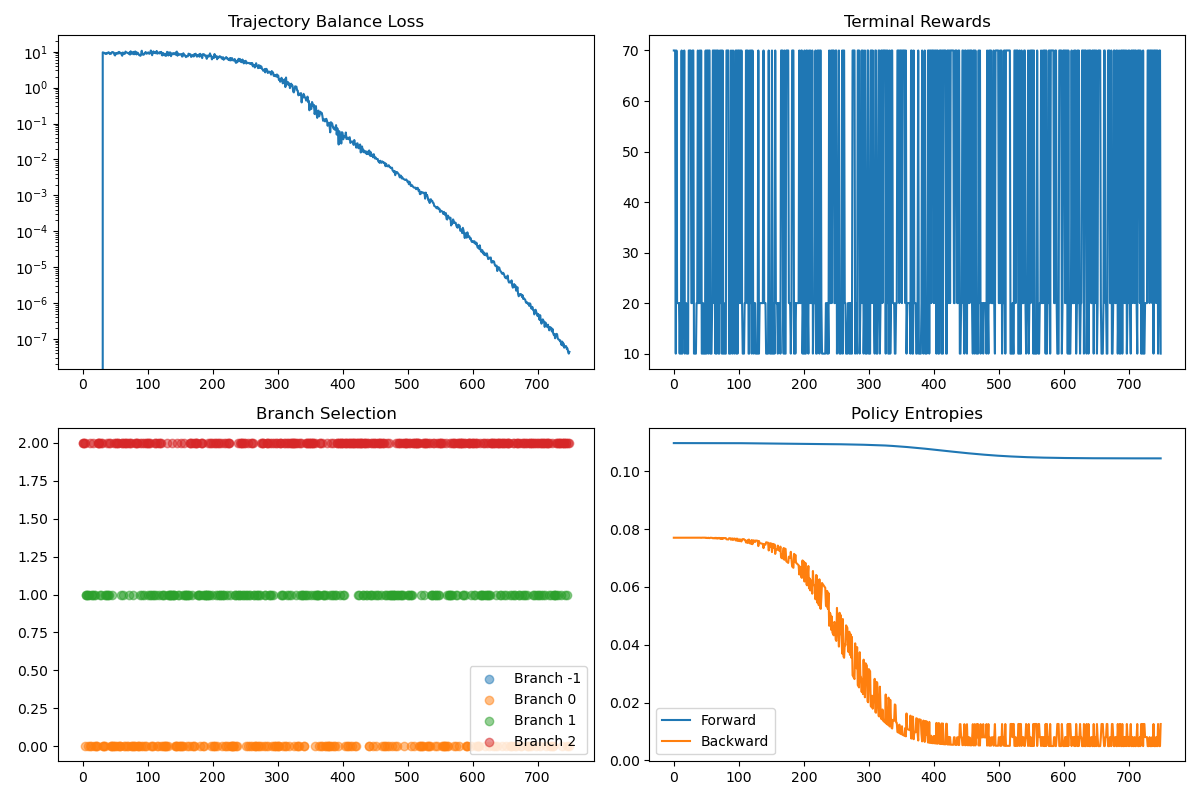 Trajectory Balance Loss
10¹
10⁰
10⁻¹
10⁻²
10⁻³
10⁻⁴
10⁻⁵
10⁻⁶
10⁻⁷
0 100 200 300 400 500 600 700
Terminal Rewards
70
60
50
40
30
20
10
0 100 200 300 400 500 600 700
Branch Selection
2.00
1.75
1.50
1.25
1.00
0.75
0.50
0.25
0.00
Branch -1
Branch 0
Branch 1
Branch 2
0 100 200 300 400 500 600 700
Policy Entropies
0.10
0.08
0.06
0.04
0.02
0.00
Forward
Backward
0 100 200 300 400 500 600 700